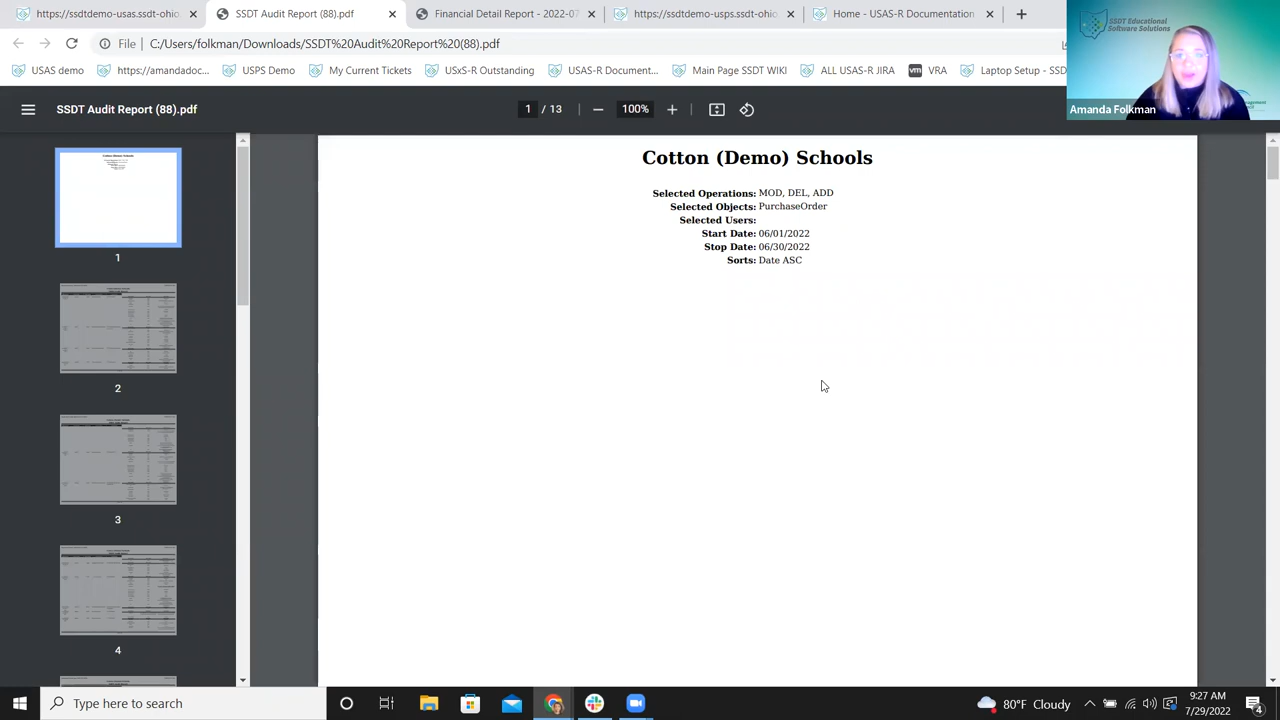 https://ssdtdemo-usas.ssdt-ohio
SSDT Audit Report (88).pdf
Financial Detail Report - 2022-07
https://ssdtdemo-usps.ssdt-ohio
Home - USAS-R Documentation
File
C:/Users/folkman/Downloads/SSDT%20Audit%20Report%20(88).pdf
USAS demo
https://amandadoc...
USPS Demo
My Current Tickets
USxS-R Outstanding
USAS-R Document...
Main Page SSDT WIKI
ALL USAS-R JIRA
vm
VRA
Laptop Setup - SSD
SSDT Educational
Software Solutions
Amanda Folkman
SSDT Audit Report (88).pdf
1 / 13
100%
Cotton (Demo) Schools
Selected Operations: MOD, DEL, ADD
Selected Objects: PurchaseOrder
Selected Users:
Start Date: 06/01/2022
Stop Date: 06/30/2022
Sorts: Date ASC
1
2
3
4
Type here to search
80°F Cloudy
9:27 AM
7/29/2022
4